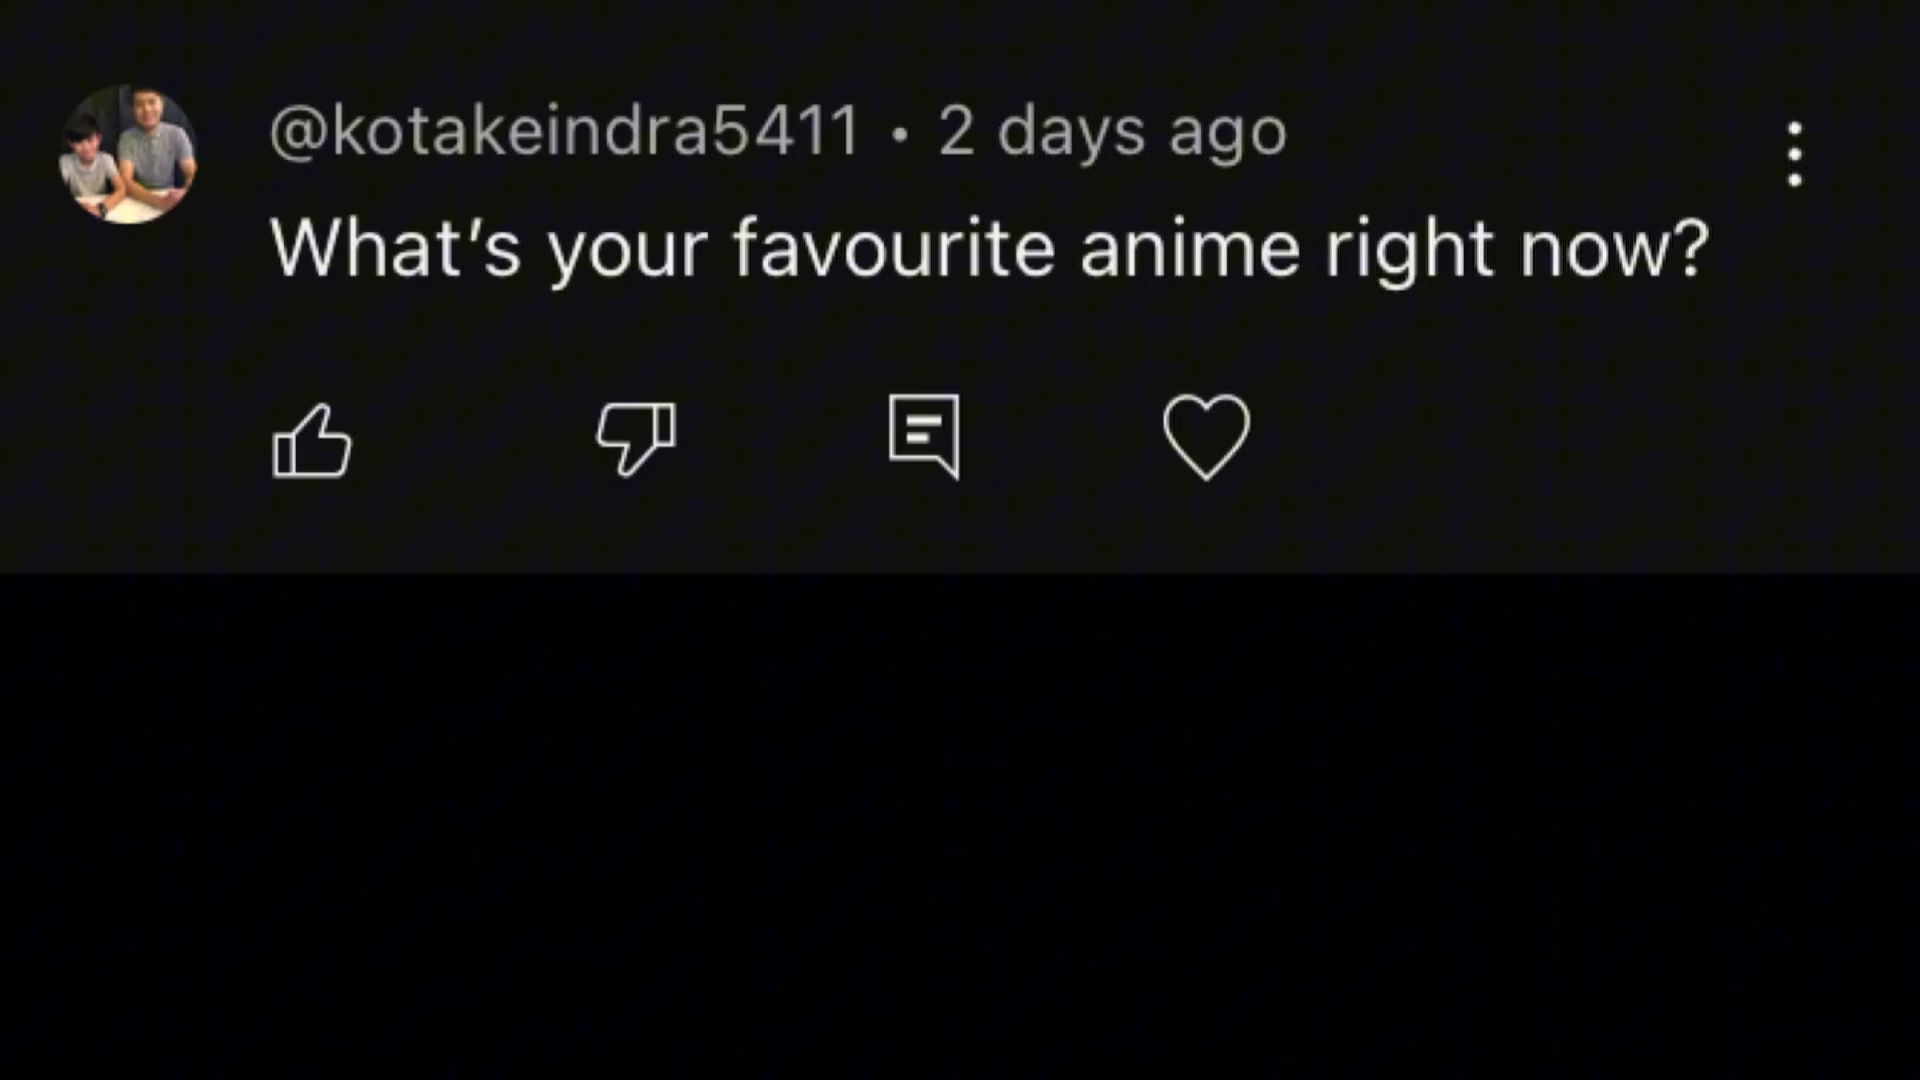 @kotakeindra5411 • 2 days ago
What’s your favourite anime right now?